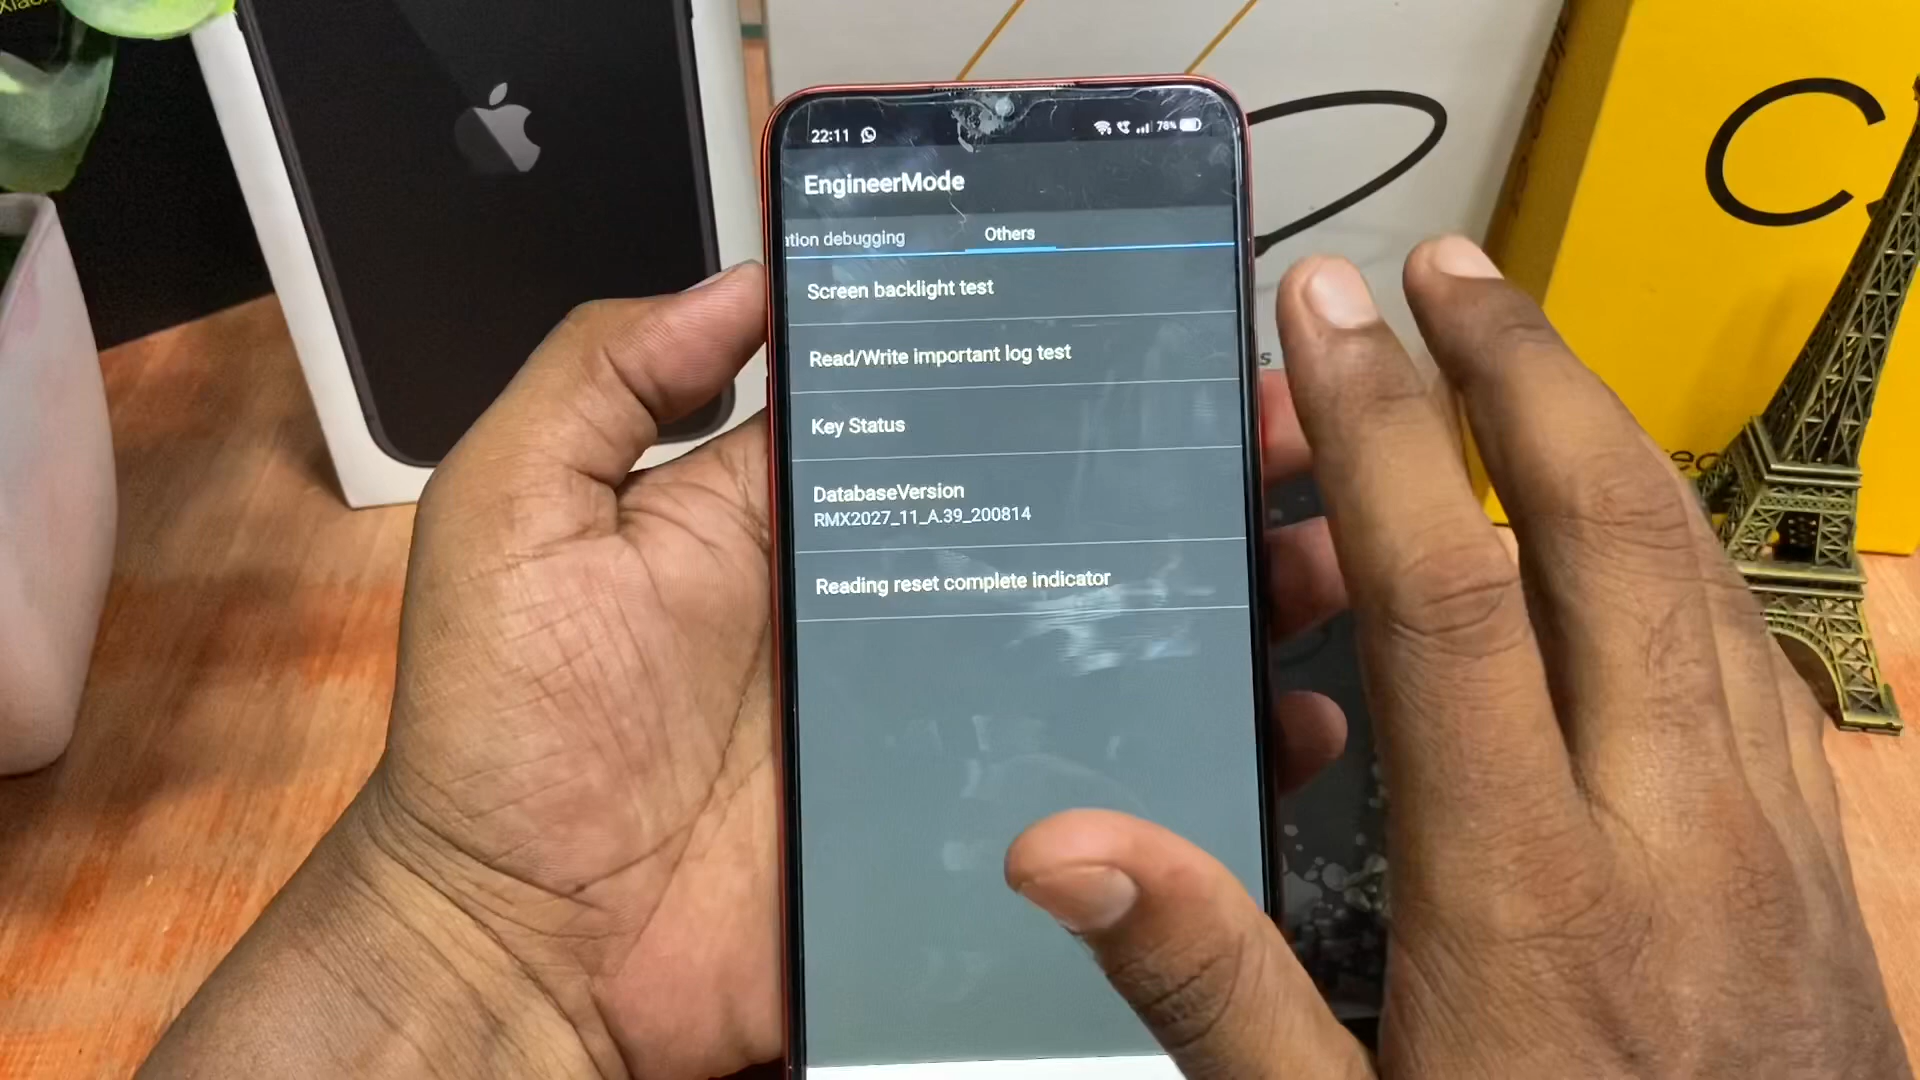 22:11
78%
EngineerMode
ation debugging
Others
Screen backlight test
Read/Write important log test
Key Status
DatabaseVersion
RMX2027_11_A.39_200814
Reading reset complete indicator